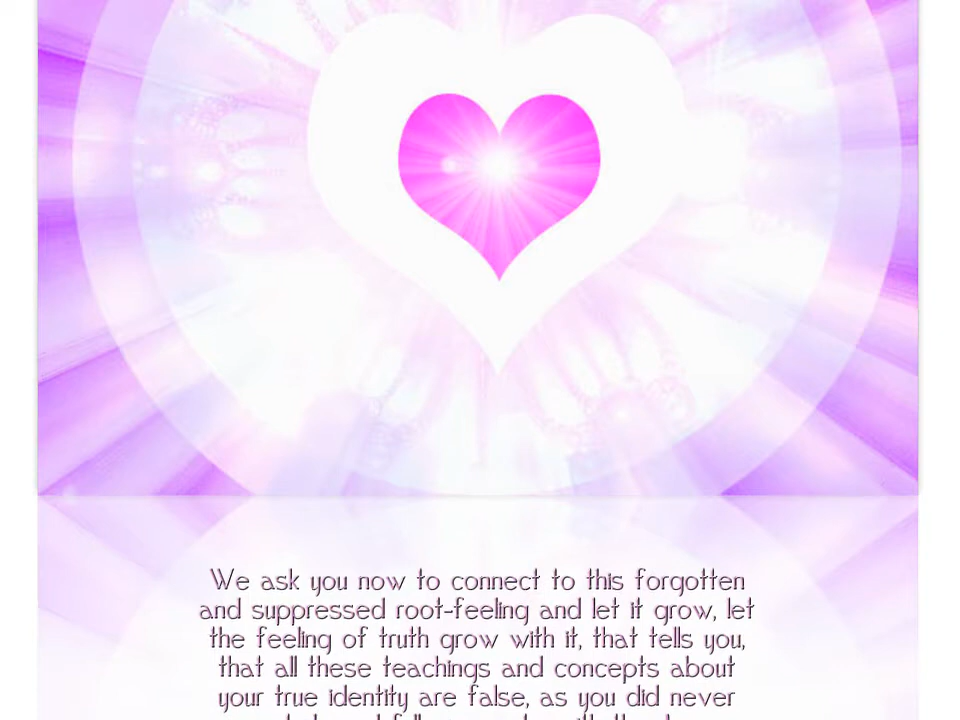 We ask you now to connect to this forgotten
and suppressed root-feeling and let it grow, let
the feeling of truth grow with it, that tells you,
that all these teachings and concepts about
your true identity are false, as you did never